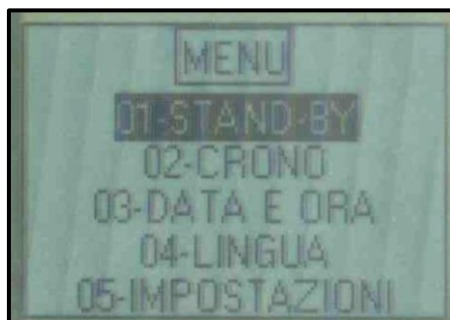 MENU
01-STAND-BY
02-CRONO
03-DATA E ORA
04-LINGUA
05-IMPOSTAZIONI